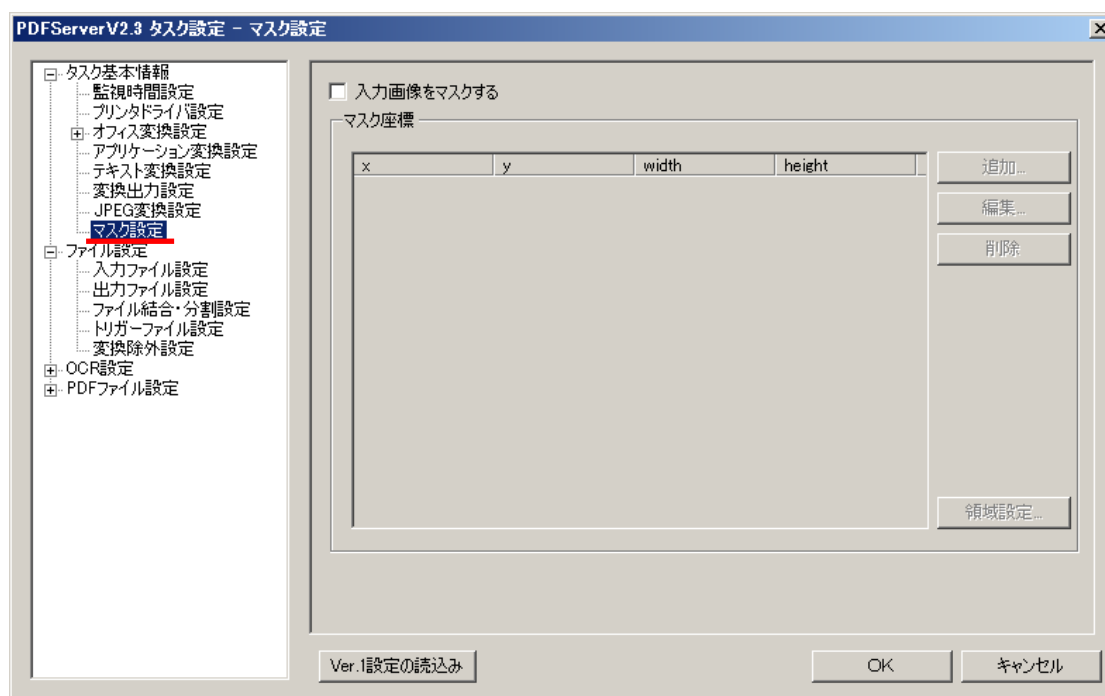 PDFServerV2.3 タスク設定 - マスク設定
タスク基本情報
監視時間設定
プリンタドライバ設定
オフィス変換設定
アプリケーション変換設定
テキスト変換設定
変換出力設定
JPEG変換設定
マスク設定
ファイル設定
入力ファイル設定
出力ファイル設定
ファイル結合・分割設定
トリガーファイル設定
変換除外設定
OCR設定
PDFファイル設定
入力画像をマスクする
マスク座標
x y width height
追加...
編集...
削除
領域設定...
Ver.1設定の読込み OK キャンセル